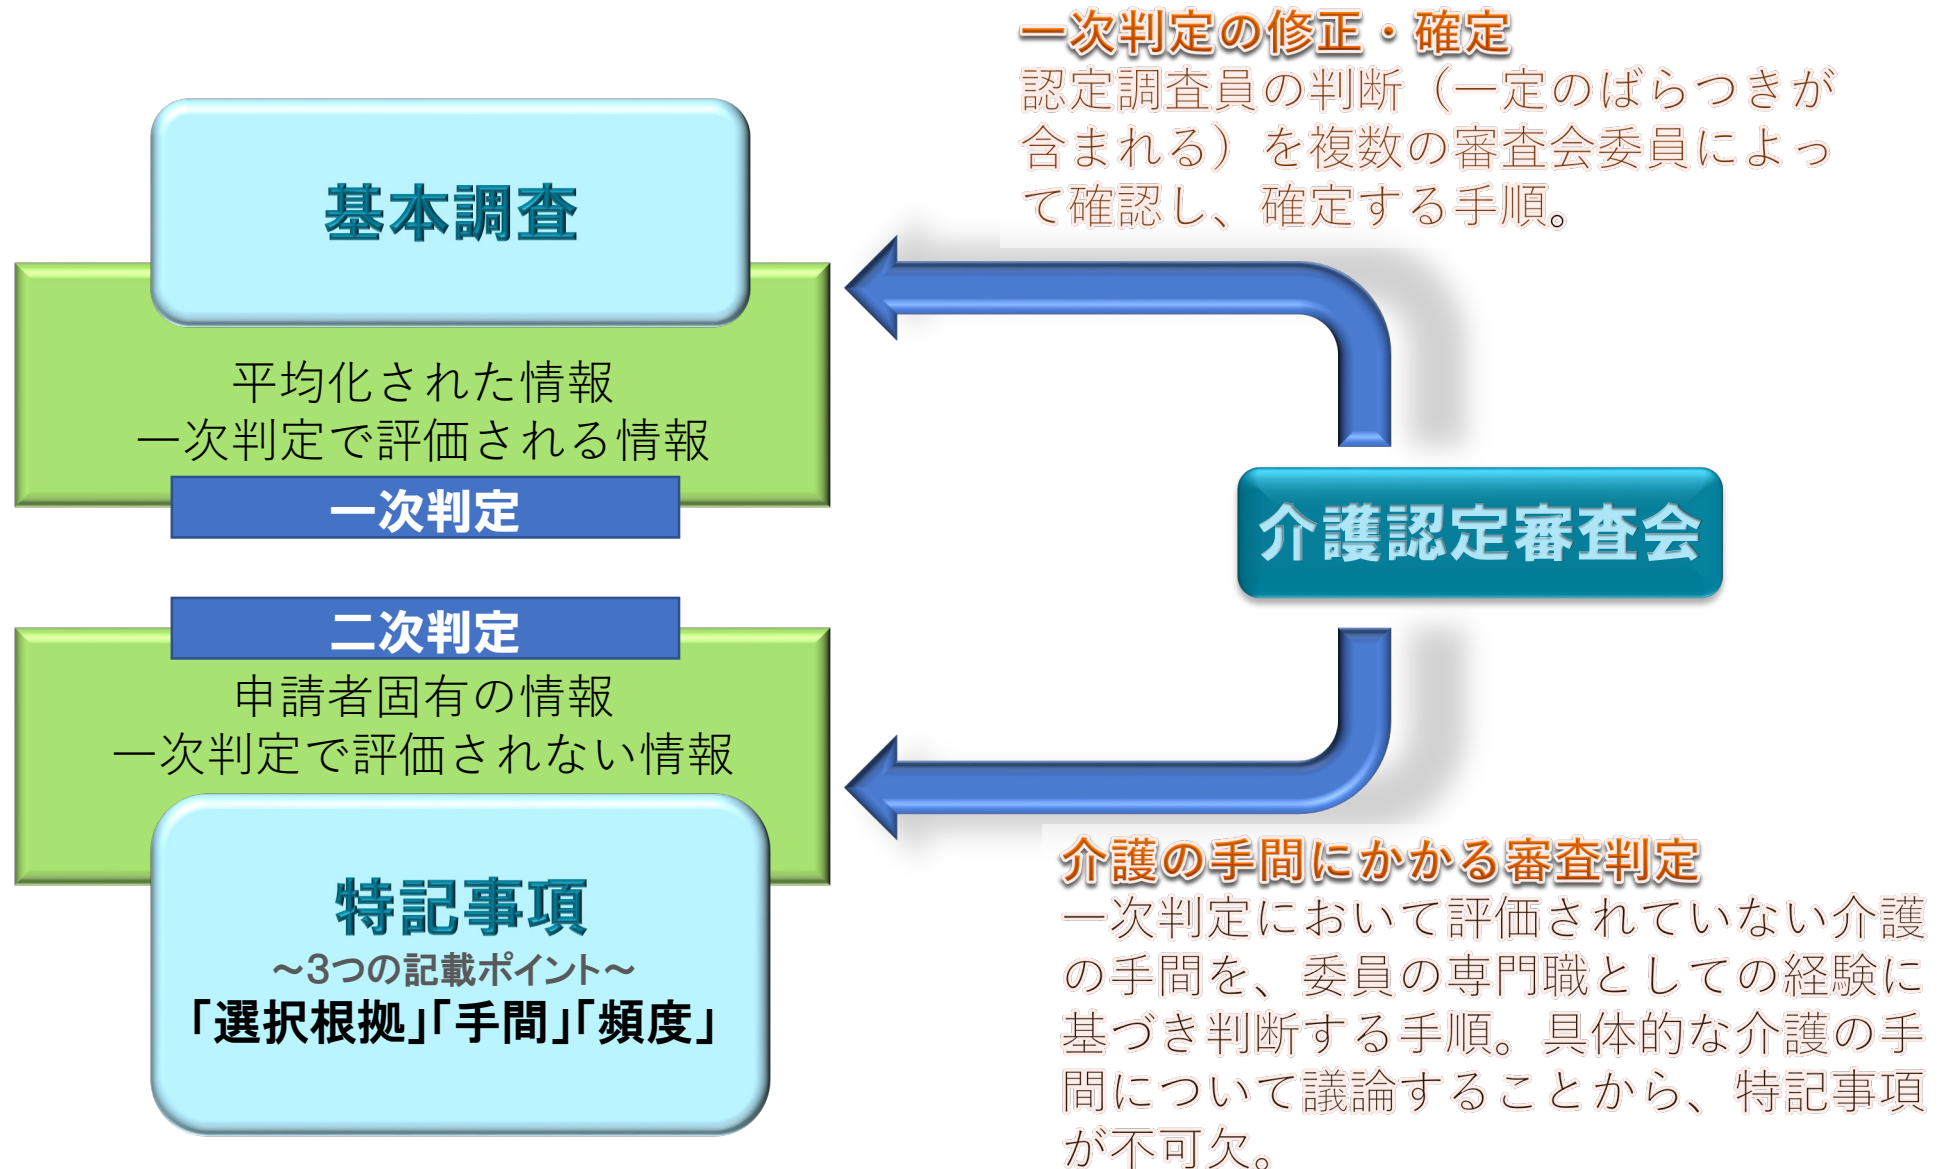 一次判定の修正・確定
認定調査員の判断（一定のばらつきが
含まれる）を複数の審査会委員によっ
て確認し、確定する手順。
基本調査
平均化された情報
一次判定で評価される情報
一次判定
介護認定審査会
二次判定
申請者固有の情報
一次判定で評価されない情報
特記事項
～3つの記載ポイント～
「選択根拠」「手間」「頻度」
介護の手間にかかる審査判定
一次判定において評価されていない介護
の手間を、委員の専門職としての経験に
基づき判断する手順。具体的な介護の手
間について議論することから、特記事項
が不可欠。